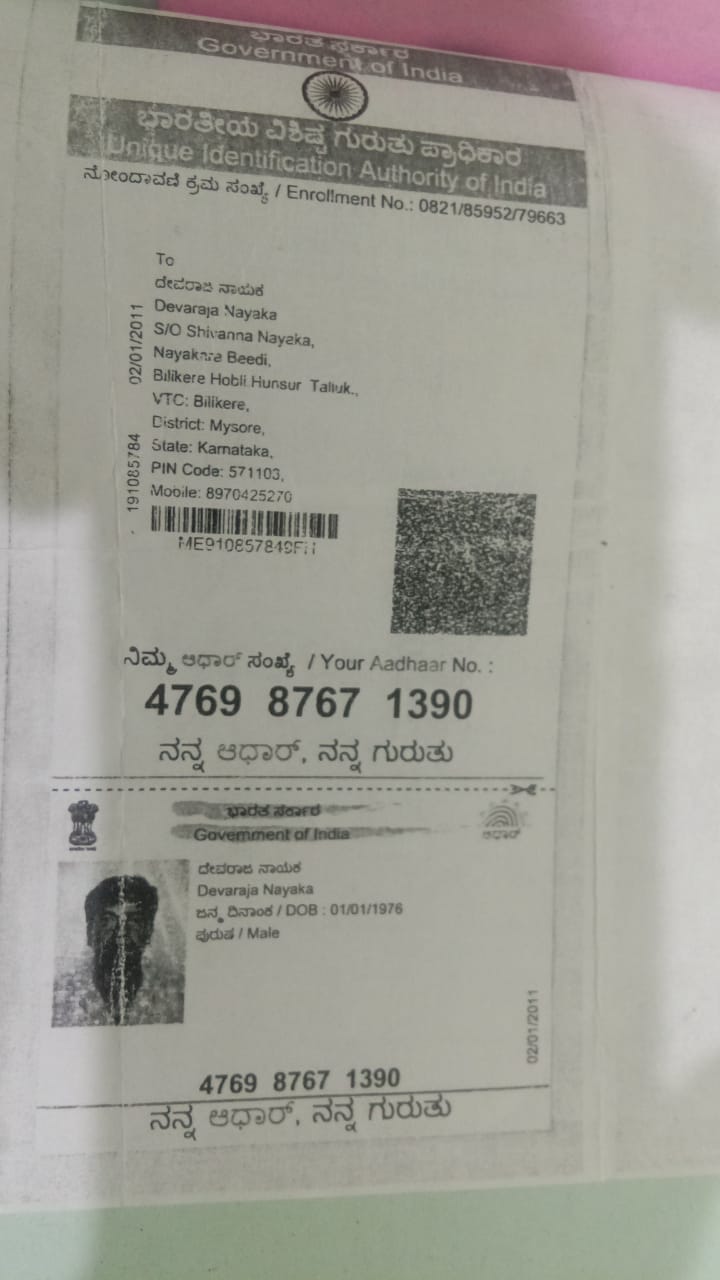 ಭಾರತ ಸರ್ಕಾರ
Government of India
ಭಾರತೀಯ ವಿಶಿಷ್ಟ ಗುರುತು ಪ್ರಾಧಿಕಾರ
Unique Identification Authority of India
ನೋಂದಾವಣಿ ಕ್ರಮ ಸಂಖ್ಯೆ / Enrollment No.: 0821/85952/79663
To
ದೇವರಾಜ ನಾಯಕ
Devaraja Nayaka
S/O Shivanna Nayaka,
Nayakara Beedi,
Bilikere Hobli Hunsur Taluk.,
VTC: Bilikere,
District: Mysore,
State: Karnataka,
PIN Code: 571103,
Mobile: 8970425270
191085784 02/01/2011
ನಿಮ್ಮ ಆಧಾರ್ ಸಂಖ್ಯೆ / Your Aadhaar No. :
4769 8767 1390
ನನ್ನ ಆಧಾರ್, ನನ್ನ ಗುರುತು
ಭಾರತ ಸರ್ಕಾರ
Government of India
ಆಧಾರ್
ದೇವರಾಜ ನಾಯಕ
Devaraja Nayaka
ಜನ್ಮ ದಿನಾಂಕ / DOB : 01/01/1976
ಪುರುಷ / Male
02/01/2011
4769 8767 1390
ನನ್ನ ಆಧಾರ್, ನನ್ನ ಗುರುತು